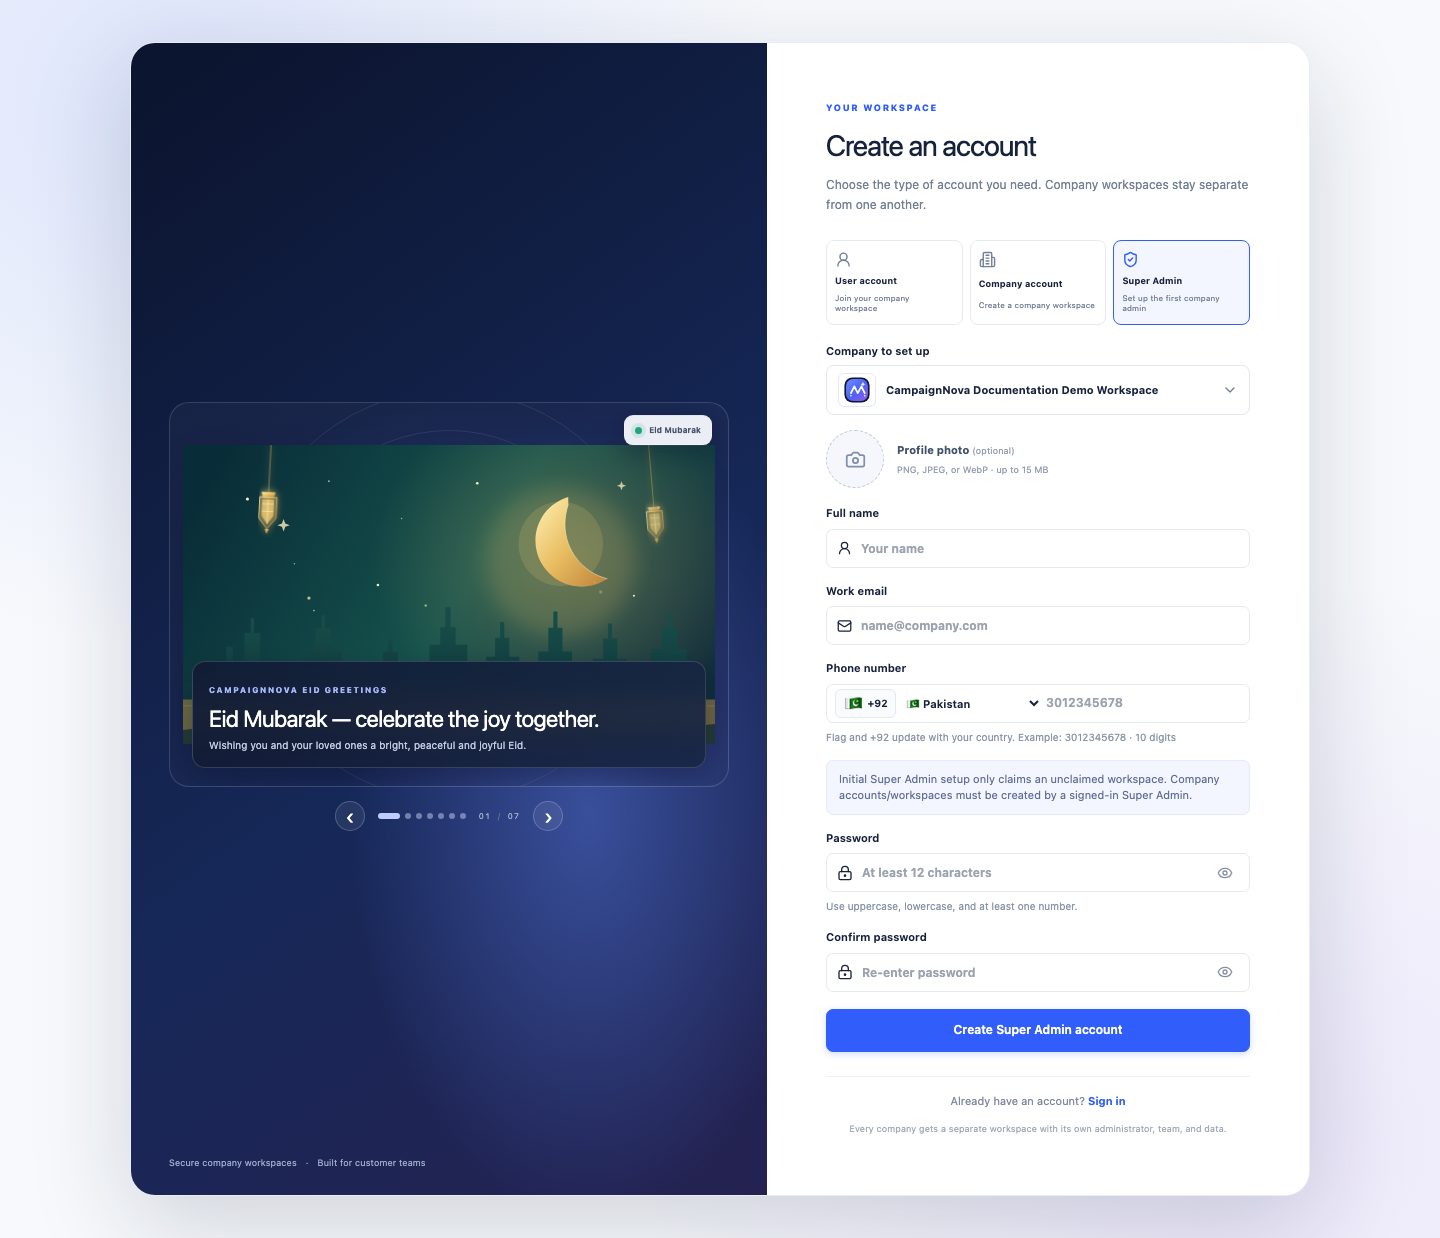 Eid Mubarak
CAMPAIGNNOVA EID GREETINGS
Eid Mubarak — celebrate the joy together.
Wishing you and your loved ones a bright, peaceful and joyful Eid.
01 / 07
Secure company workspaces · Built for customer teams
YOUR WORKSPACE
Create an account
Choose the type of account you need. Company workspaces stay separate
from one another.
User account
Join your company
workspace
Company account
Create a company workspace
Super Admin
Set up the first company
admin
Company to set up
CampaignNova Documentation Demo Workspace
Profile photo (optional)
PNG, JPEG, or WebP · up to 15 MB
Full name
Your name
Work email
name@company.com
Phone number
+92 Pakistan 3012345678
Flag and +92 update with your country. Example: 3012345678 · 10 digits
Initial Super Admin setup only claims an unclaimed workspace. Company
accounts/workspaces must be created by a signed-in Super Admin.
Password
At least 12 characters
Use uppercase, lowercase, and at least one number.
Confirm password
Re-enter password
Create Super Admin account
Already have an account? Sign in
Every company gets a separate workspace with its own administrator, team, and data.